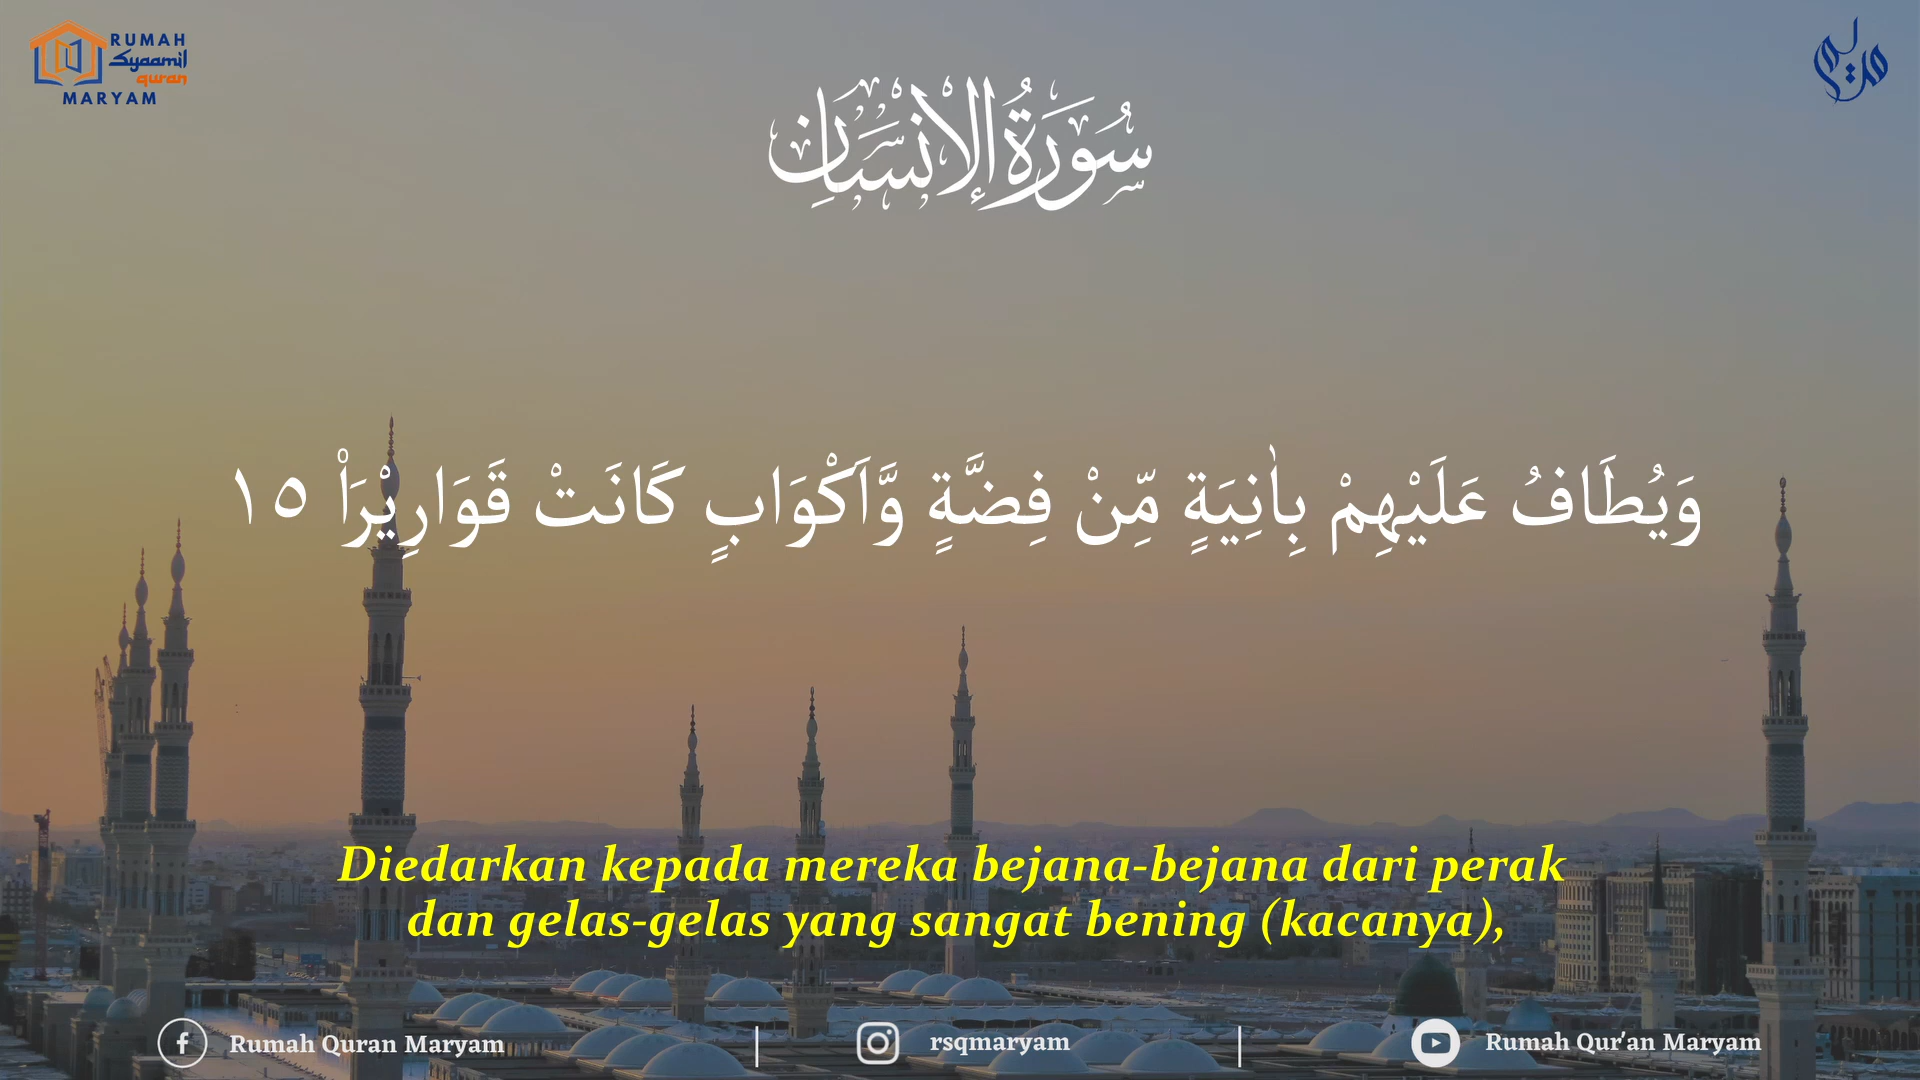 RUMAH
Syaamil
quran
MARYAM
مريم
سُورَةُ الإِنسَانِ
وَيُطَافُ عَلَيْهِمْ بِاٰنِيَةٍ مِّنْ فِضَّةٍ وَّاَكْوَابٍ كَانَتْ قَوَارِيْرَا۠ ١٥
Diedarkan kepada mereka bejana-bejana dari perak
dan gelas-gelas yang sangat bening (kacanya),
Rumah Quran Maryam | rsqmaryam | Rumah Qur'an Maryam